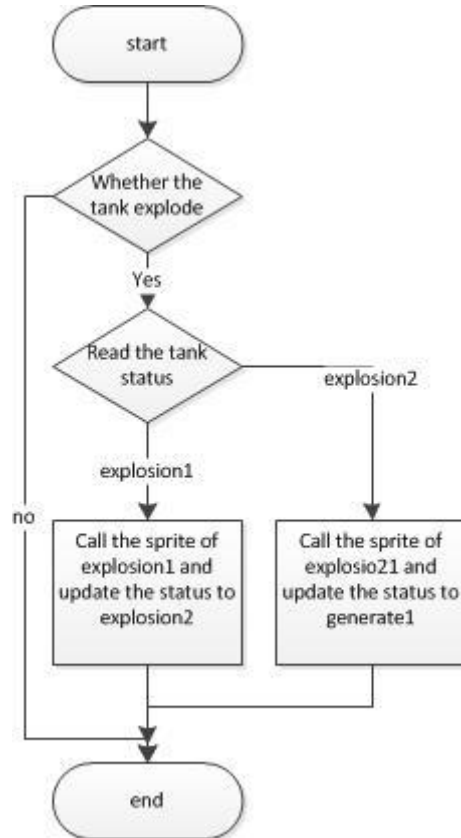 start
Whether the
tank explode
Yes
Read the tank
status
explosion2
explosion1
no
Call the sprite of
explosion1 and
update the status to
explosion2
Call the sprite of
explosio21 and
update the status to
generate1
end